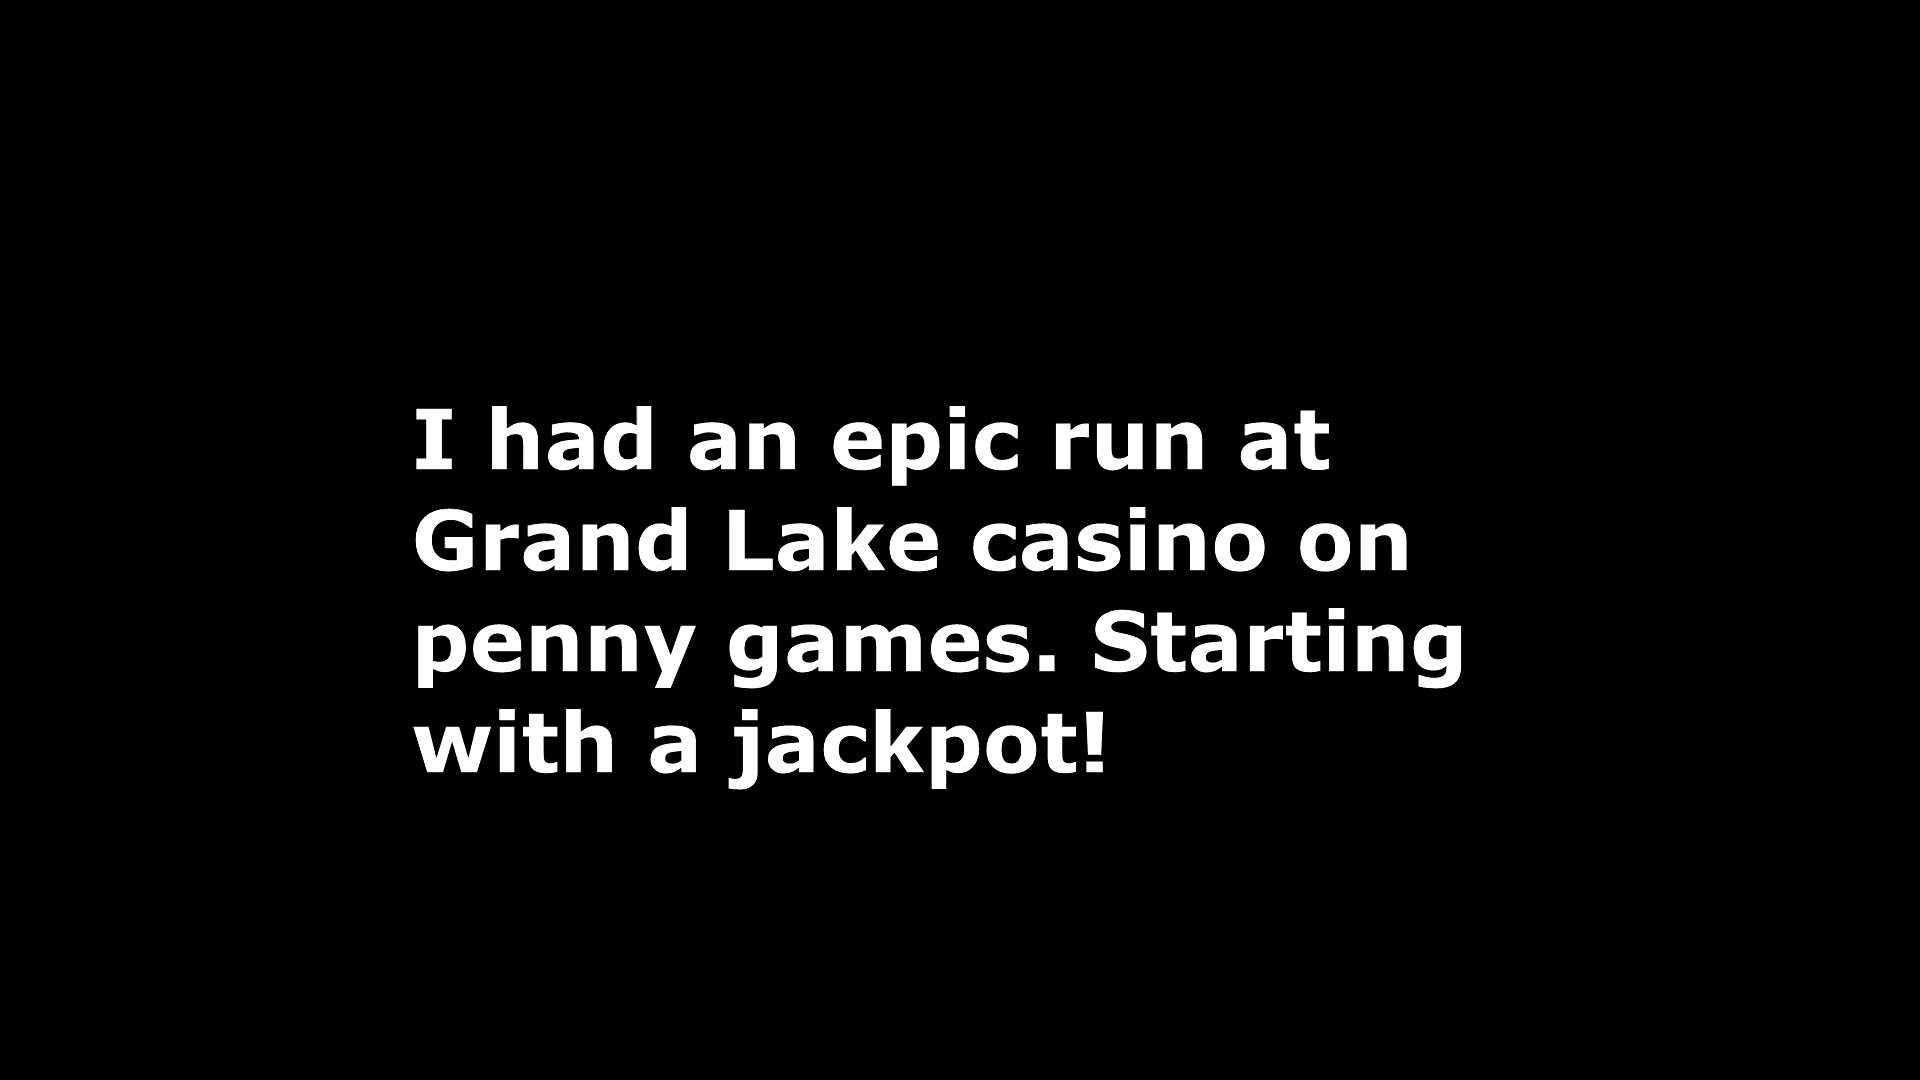 I had an epic run at
Grand Lake casino on
penny games. Starting
with a jackpot!